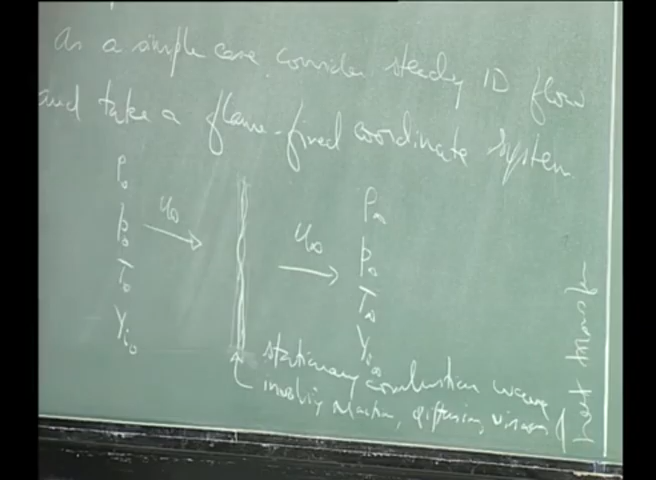 As a simple case consider steady 1D flow
and take a flame-fixed coordinate system.
ρ₀
p₀
T₀
Yᵢ₀
u₀
u∞
ρ∞
p∞
T∞
Yᵢ∞
stationary combustion wave
involving reaction, diffusion, viscous &
heat transfer